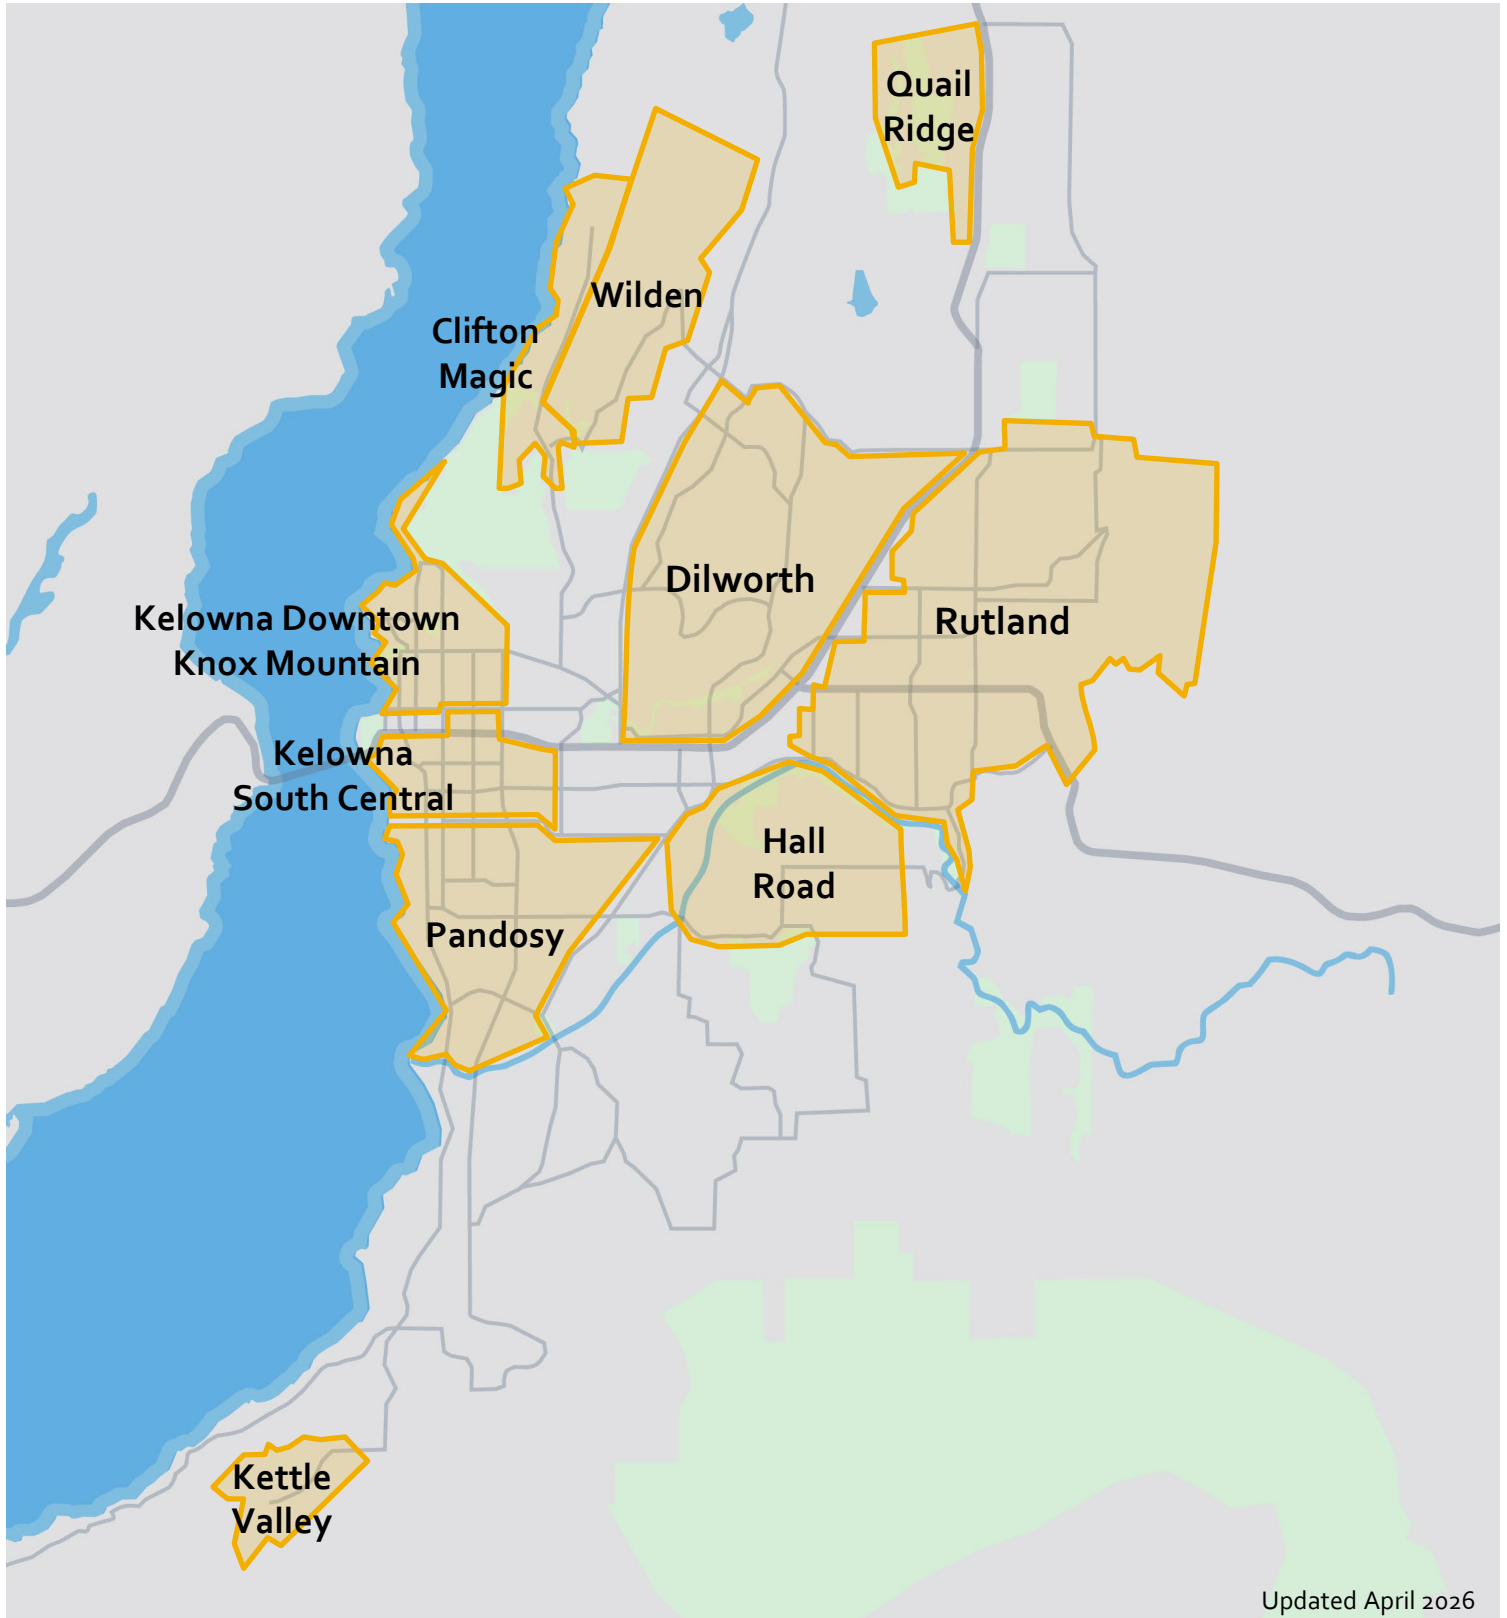 Quail
Ridge
Wilden
Clifton
Magic
Dilworth
Kelowna Downtown
Knox Mountain
Rutland
Kelowna
South Central
Hall
Road
Pandosy
Kettle
Valley
Updated April 2026